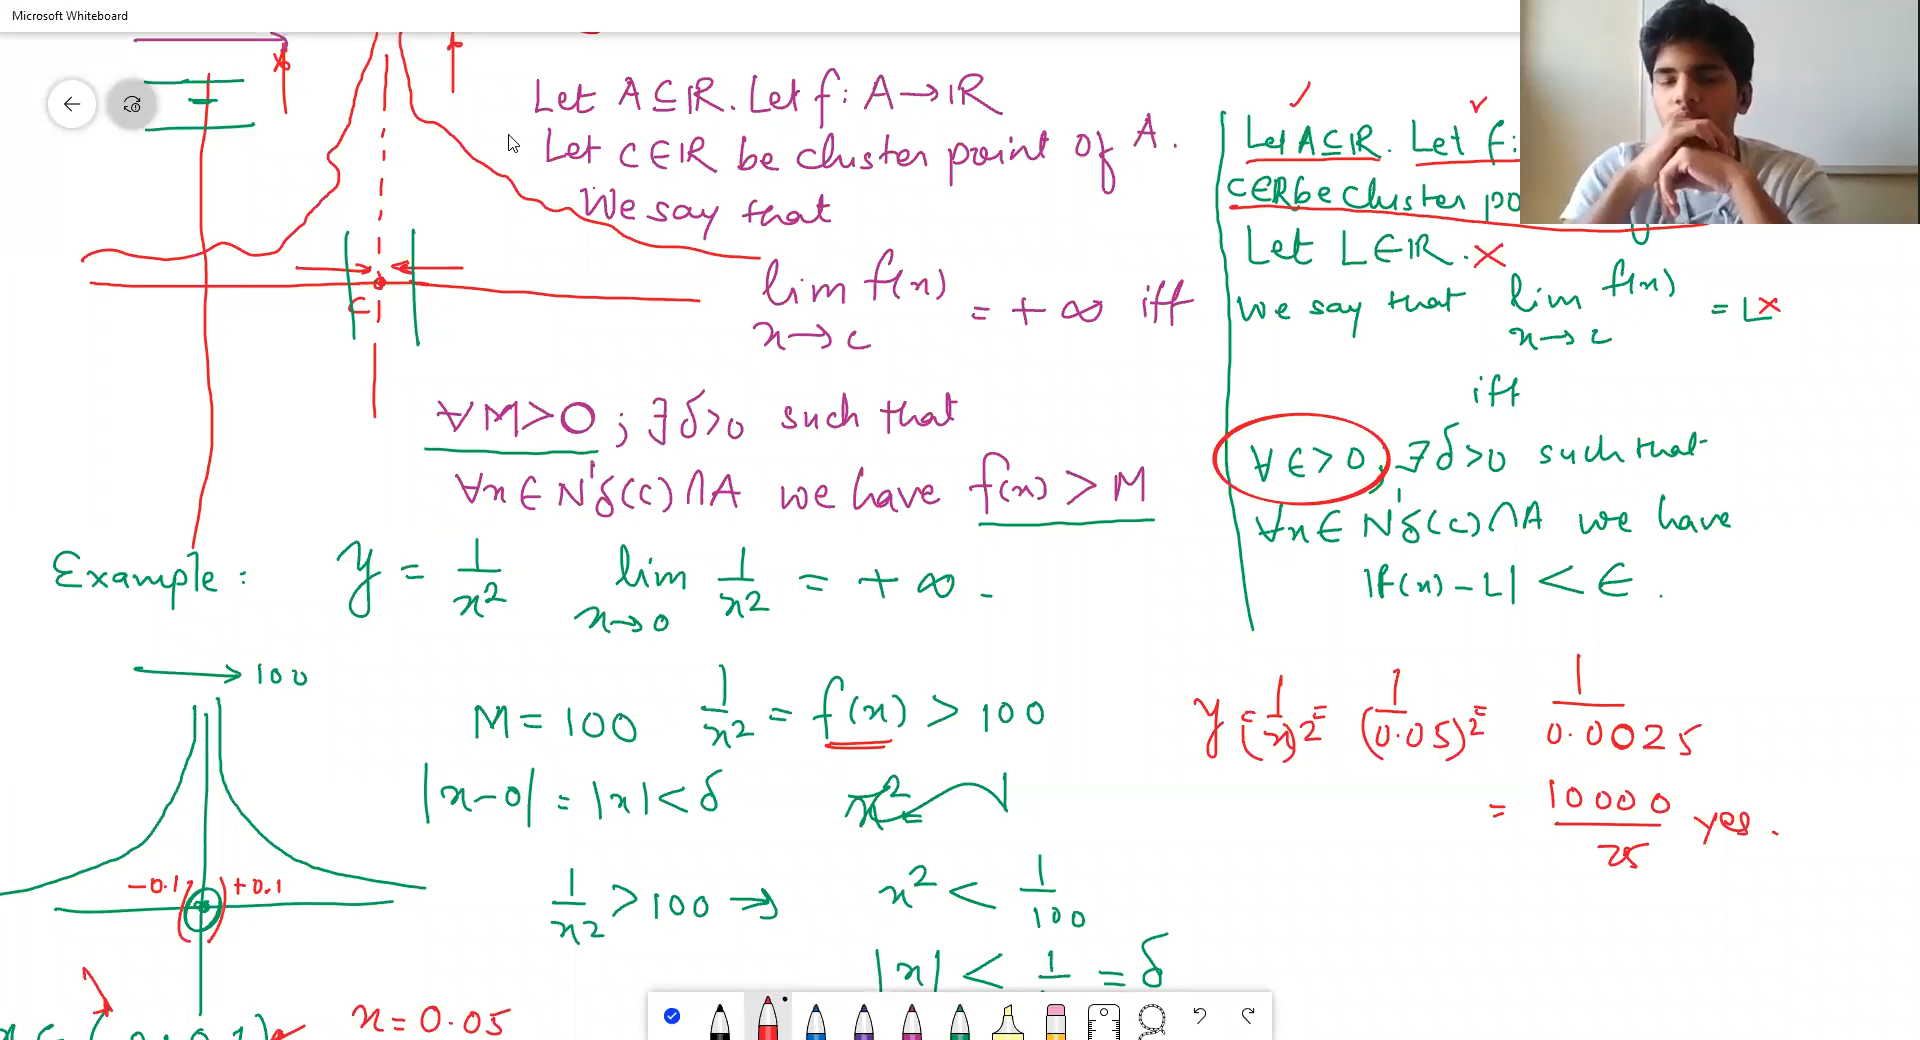 Microsoft Whiteboard
Let A⊆ℝ. Let f: A→ℝ
Let c∈ℝ be cluster point of A.
We say that
lim f(x) = +∞ iff
x→c
∀M>0 ; ∃δ>0 such that
∀x∈N'δ(c)∩A we have f(x) > M
c
Let A⊆ℝ. Let f:
c∈ℝ be cluster po
Let L∈ℝ. ×
we say that lim f(x) = L ×
x→c
iff
∀ϵ>0, ∃δ>0 such that
∀x∈N'δ(c)∩A we have
|f(x)-L| < ϵ.
Example: y = 1/x² lim 1/x² = +∞.
x→0
→ 100
-0.1 +0.1
M = 100 1/x² = f(x) > 100
|x-0| = |x| < δ
1/x² > 100 → x² < 1/100
|x| < 1 = δ
x = 0.05
y = 1/(x)² = 1/(0.05)² = 1/0.0025
= 10000/25 yes.